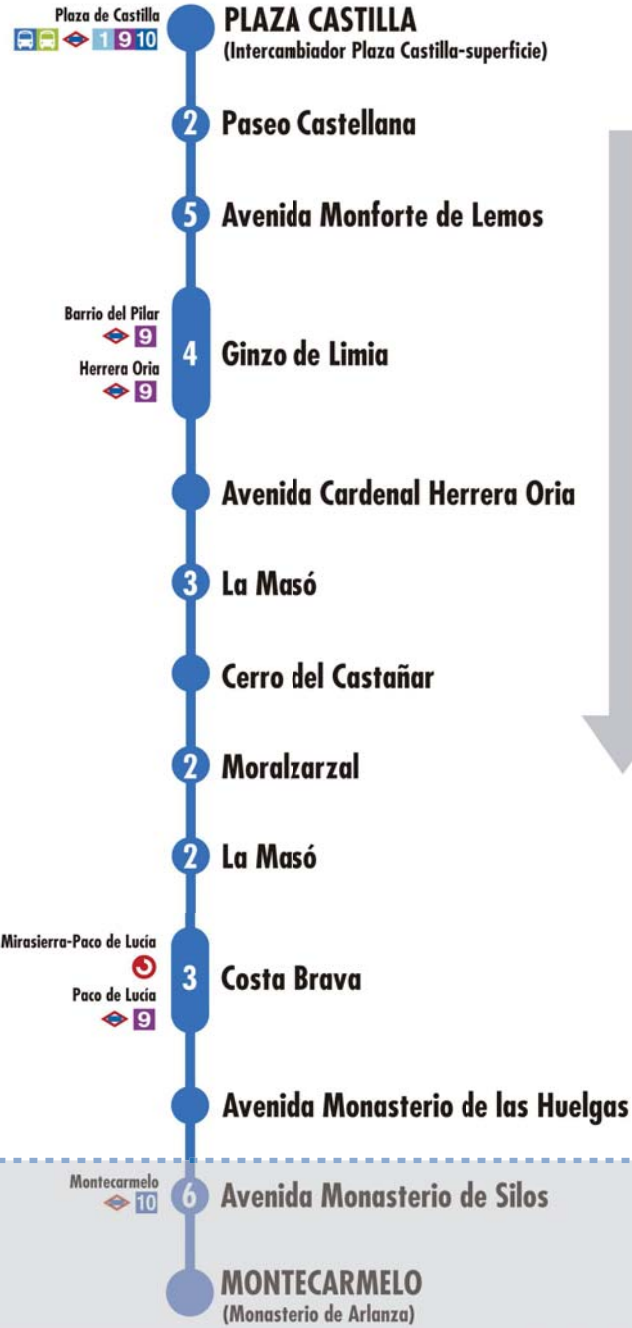 Plaza de Castilla
1 9 10
PLAZA CASTILLA
(Intercambiador Plaza Castilla-superficie)
2 Paseo Castellana
5 Avenida Monforte de Lemos
Barrio del Pilar
9
Herrera Oria
9
4 Ginzo de Limia
Avenida Cardenal Herrera Oria
3 La Masó
Cerro del Castañar
2 Moralzarzal
2 La Masó
Mirasierra-Paco de Lucía
Paco de Lucía
9
3 Costa Brava
Avenida Monasterio de las Huelgas
Montecarmelo
10
6 Avenida Monasterio de Silos
MONTECARMELO
(Monasterio de Arlanza)